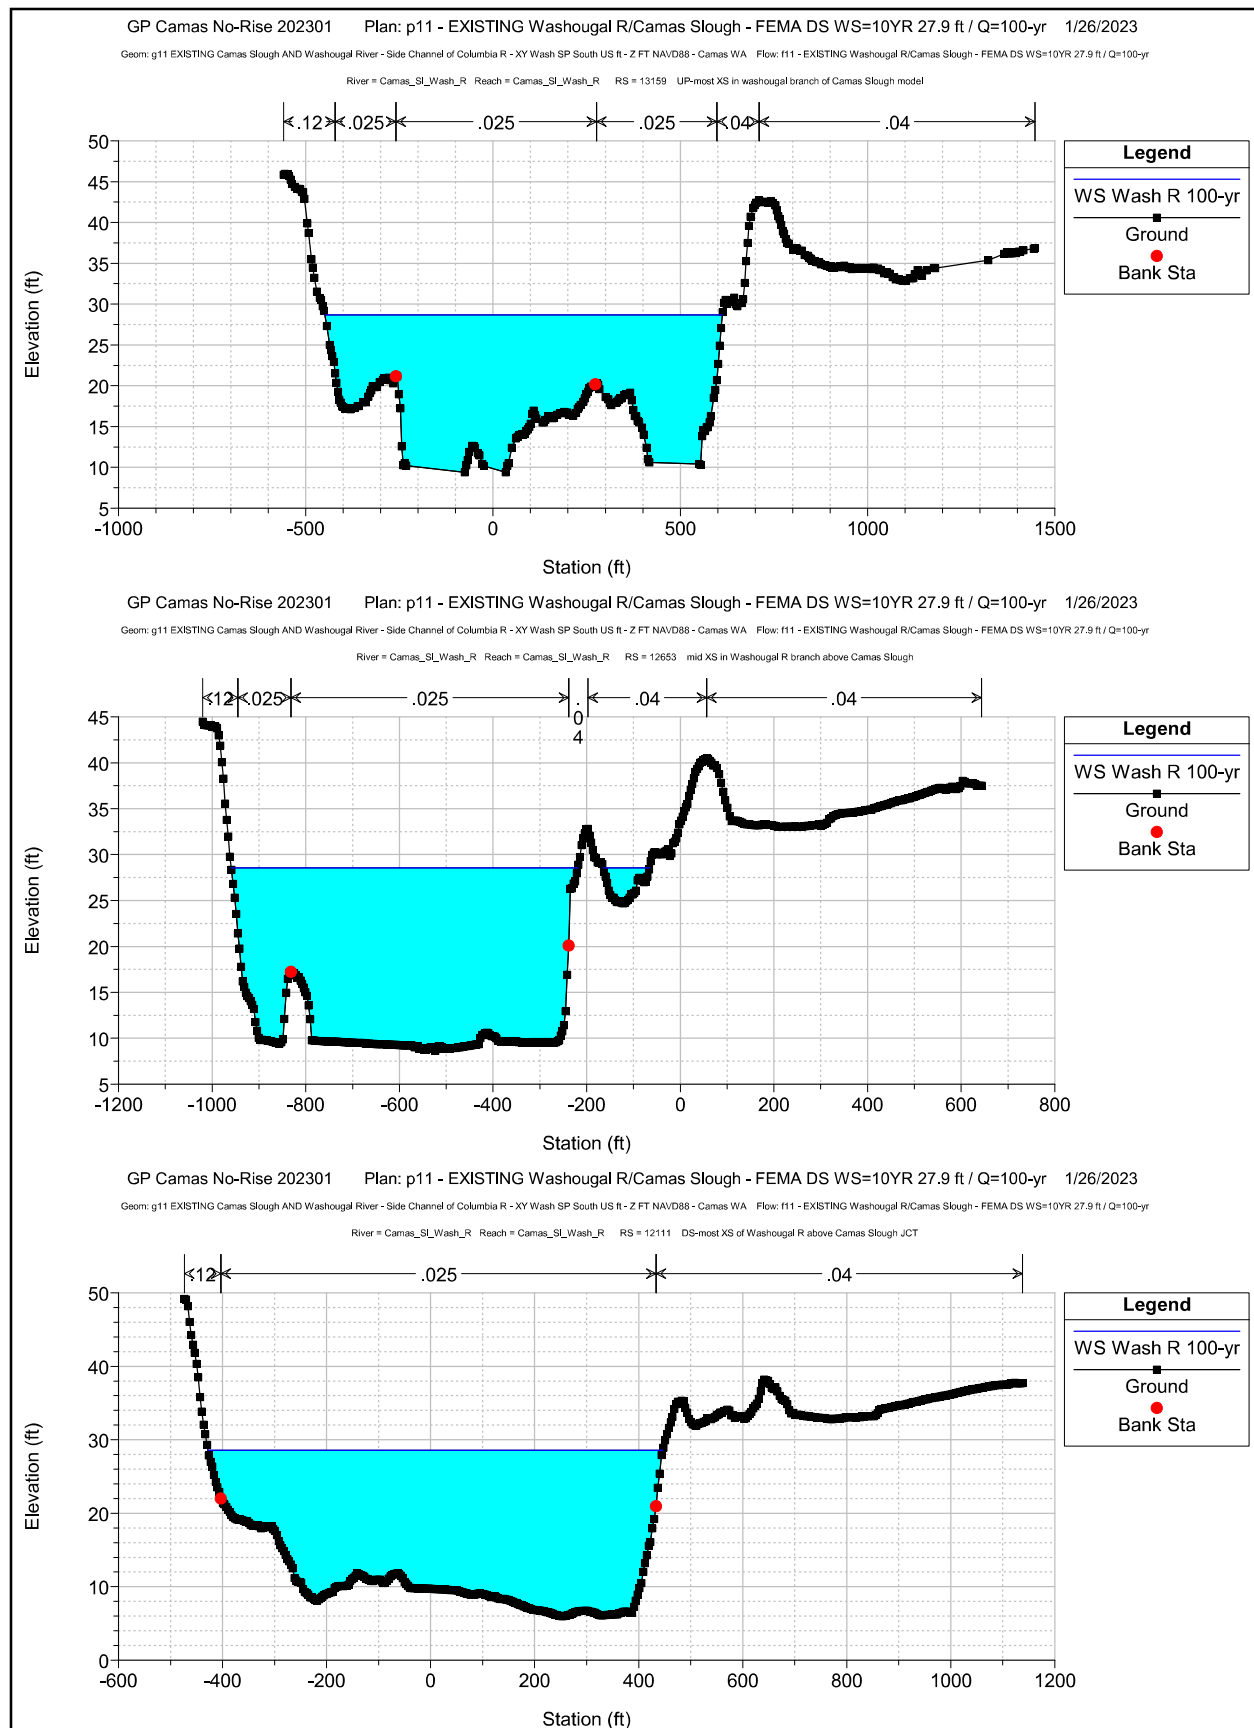 GP Camas No-Rise 202301 Plan: p11 - EXISTING Washougal R/Camas Slough - FEMA DS WS=10YR 27.9 ft / Q=100-yr 1/26/2023
Geom: g11 EXISTING Camas Slough AND Washougal River - Side Channel of Columbia R - XY Wash SP South US ft - Z FT NAVD88 - Camas WA Flow: f11 - EXISTING Washougal R/Camas Slough - FEMA DS WS=10YR 27.9 ft / Q=100-yr
River = Camas_Sl_Wash_R Reach = Camas_Sl_Wash_R RS = 13159 UP-most XS in washougal branch of Camas Slough model
.12 .025 .025 .025 .04 .04
50
45
40
35
30
25
20
15
10
5
Elevation (ft)
-1000 -500 0 500 1000 1500
Station (ft)
Legend
WS Wash R 100-yr
Ground
Bank Sta
GP Camas No-Rise 202301 Plan: p11 - EXISTING Washougal R/Camas Slough - FEMA DS WS=10YR 27.9 ft / Q=100-yr 1/26/2023
Geom: g11 EXISTING Camas Slough AND Washougal River - Side Channel of Columbia R - XY Wash SP South US ft - Z FT NAVD88 - Camas WA Flow: f11 - EXISTING Washougal R/Camas Slough - FEMA DS WS=10YR 27.9 ft / Q=100-yr
River = Camas_Sl_Wash_R Reach = Camas_Sl_Wash_R RS = 12653 mid XS in Washougal R branch above Camas Slough
.12 .025 .025 .04 .04 .04
45
40
35
30
25
20
15
10
5
Elevation (ft)
-1200 -1000 -800 -600 -400 -200 0 200 400 600 800
Station (ft)
Legend
WS Wash R 100-yr
Ground
Bank Sta
GP Camas No-Rise 202301 Plan: p11 - EXISTING Washougal R/Camas Slough - FEMA DS WS=10YR 27.9 ft / Q=100-yr 1/26/2023
Geom: g11 EXISTING Camas Slough AND Washougal River - Side Channel of Columbia R - XY Wash SP South US ft - Z FT NAVD88 - Camas WA Flow: f11 - EXISTING Washougal R/Camas Slough - FEMA DS WS=10YR 27.9 ft / Q=100-yr
River = Camas_Sl_Wash_R Reach = Camas_Sl_Wash_R RS = 12111 DS-most XS of Washougal R above Camas Slough JCT
.12 .025 .04
50
40
30
20
10
0
Elevation (ft)
-600 -400 -200 0 200 400 600 800 1000 1200
Station (ft)
Legend
WS Wash R 100-yr
Ground
Bank Sta